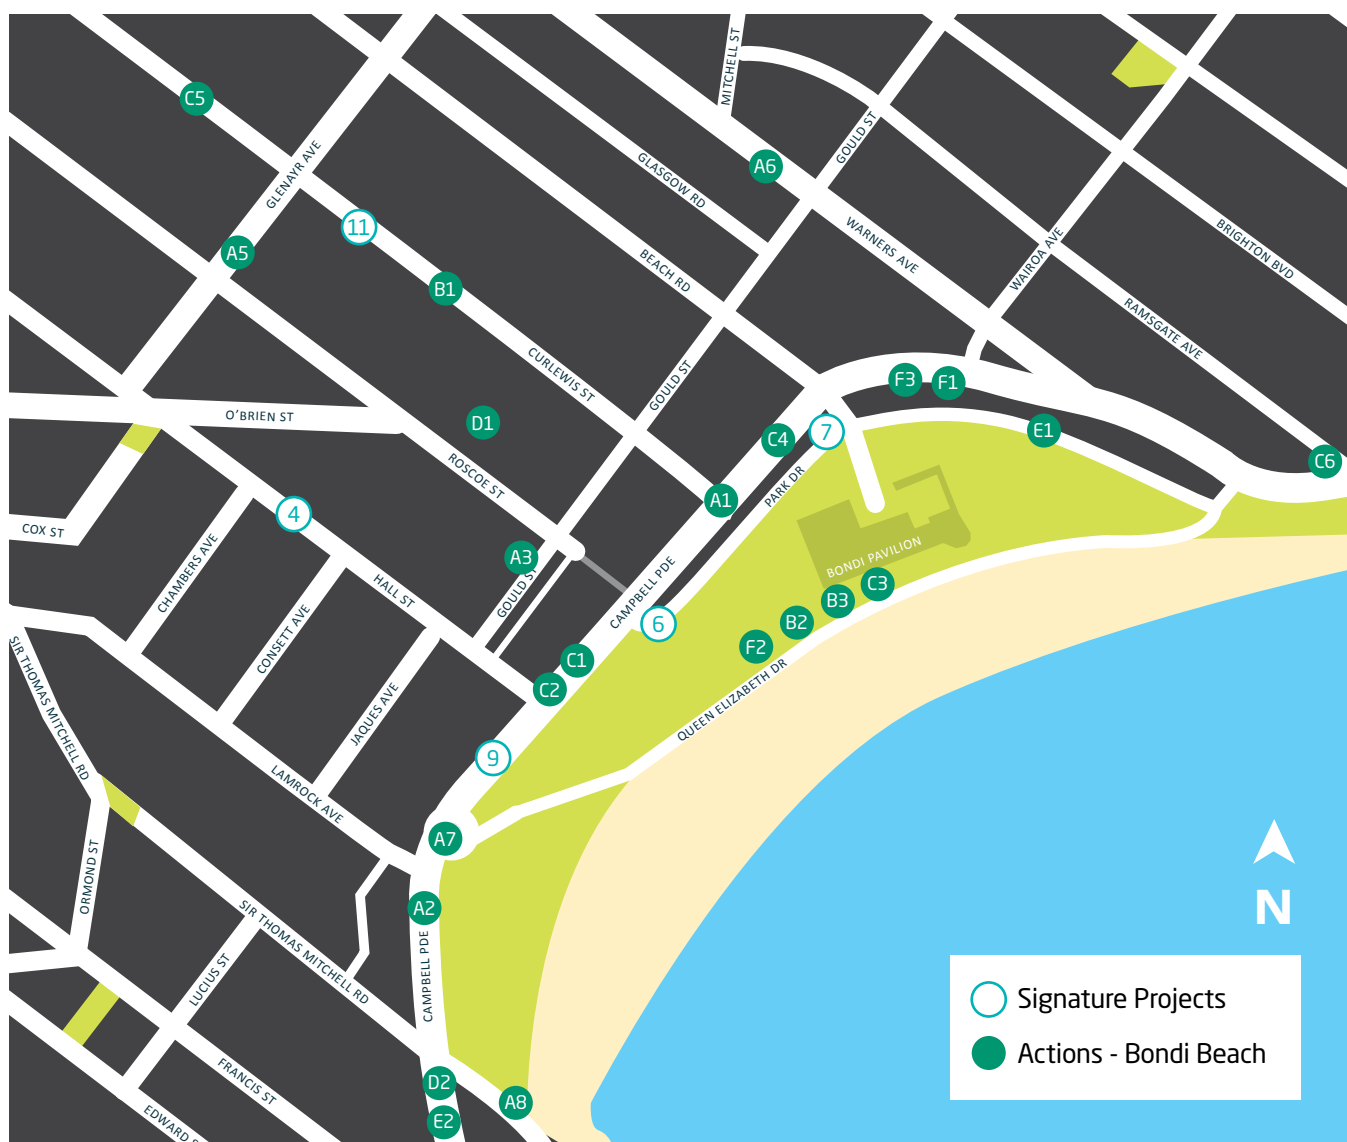 MITCHELL ST
C5
GOULD ST
GLENAYR AVE
GLASGOW RD
A6
11
A5
WARNERS AVE
WAIROA AVE
BRIGHTON BVD
BEACH RD
B1
RAMSGATE AVE
CURLEWIS ST
GOULD ST
F3
F1
O'BRIEN ST
D1
7
C4
E1
C6
ROSCOE ST
PARK DR
A1
4
COX ST
CHAMBERS AVE
A3
BONDI PAVILION
HALL ST
GOULD ST
CAMPBELL PDE
C3
B3
B2
6
F2
CONSETT AVE
C1
C2
SIR THOMAS MITCHELL RD
JAQUES AVE
QUEEN ELIZABETH DR
9
LAMROCK AVE
A7
ORMOND ST
A2
N
SIR THOMAS MITCHELL RD
CAMPBELL PDE
LUCIUS ST
Signature Projects
Actions - Bondi Beach
FRANCIS ST
D2
A8
E2
EDWARD